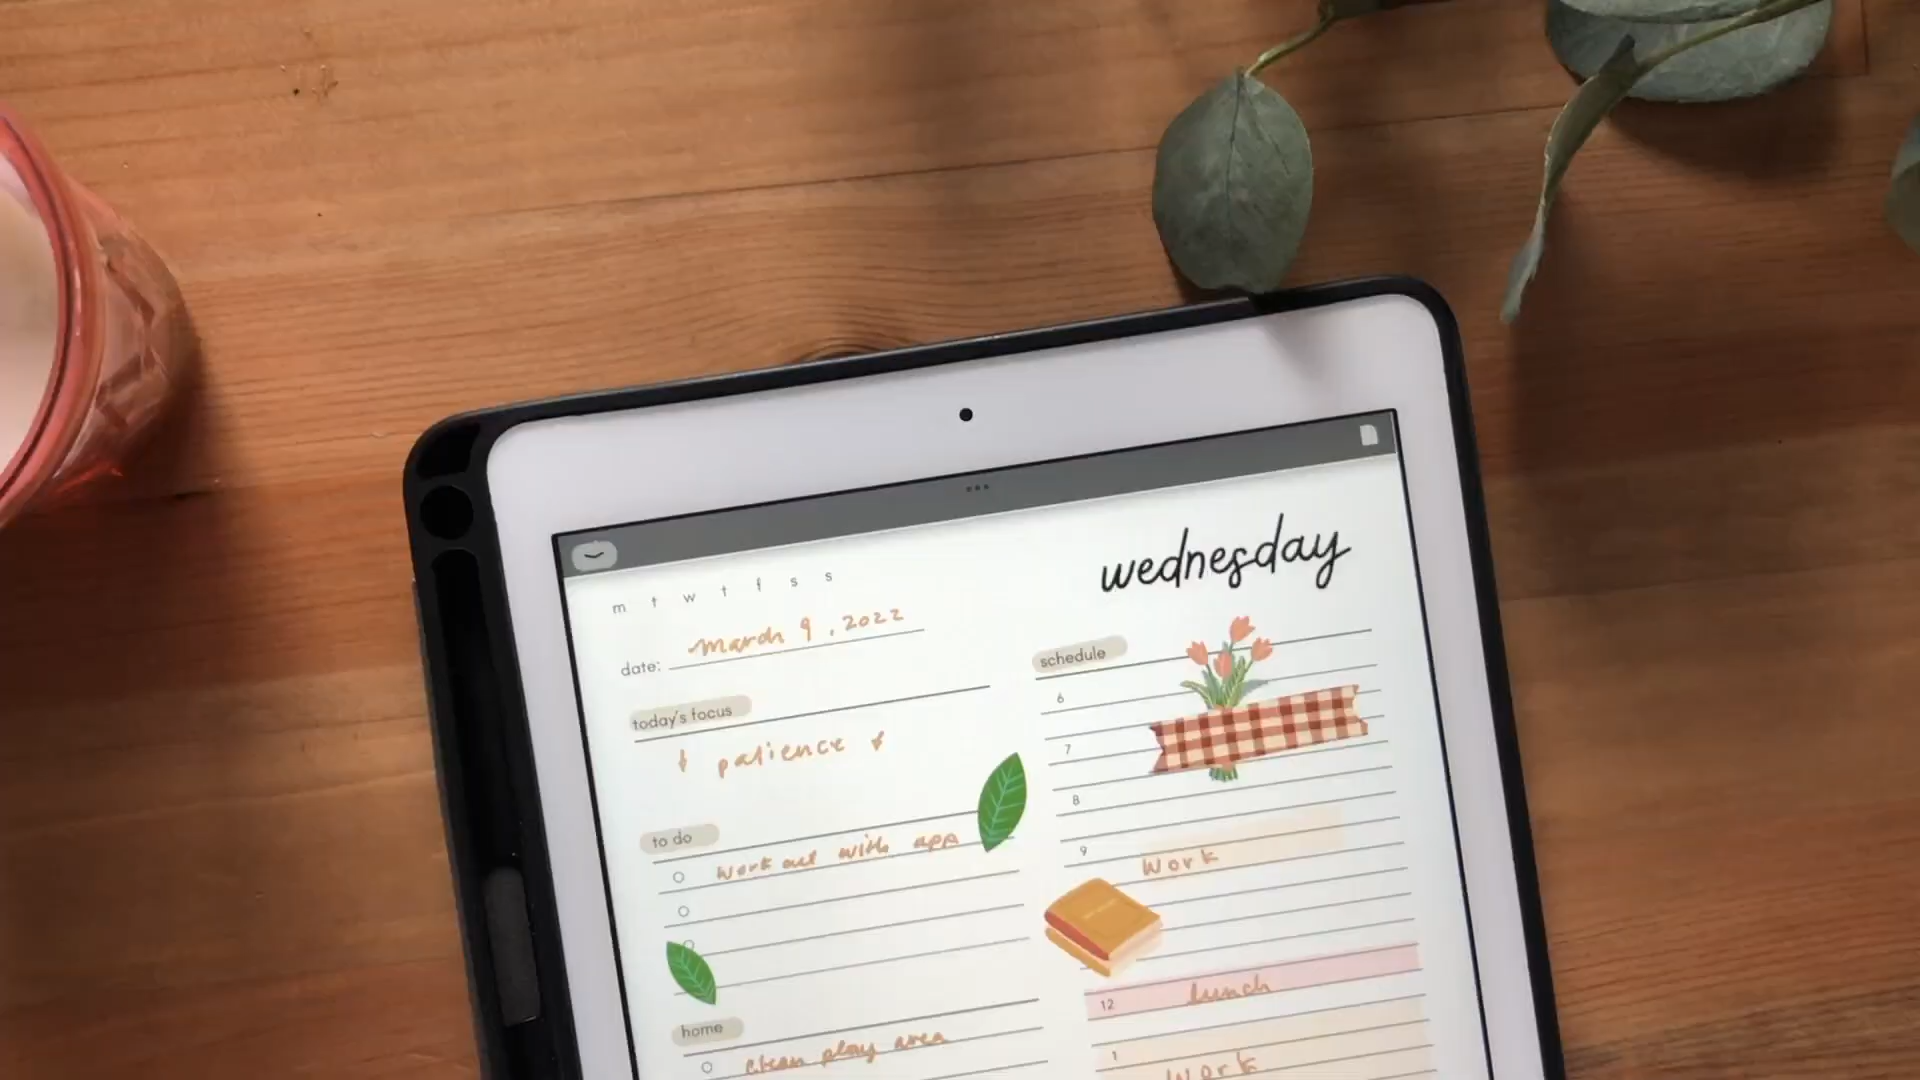 m t w t f s s
wednesday
date: march 9, 2022
today's focus
patience
to do
work out with app
home
clean play area
schedule
6
7
8
9
work
12
lunch
1
work